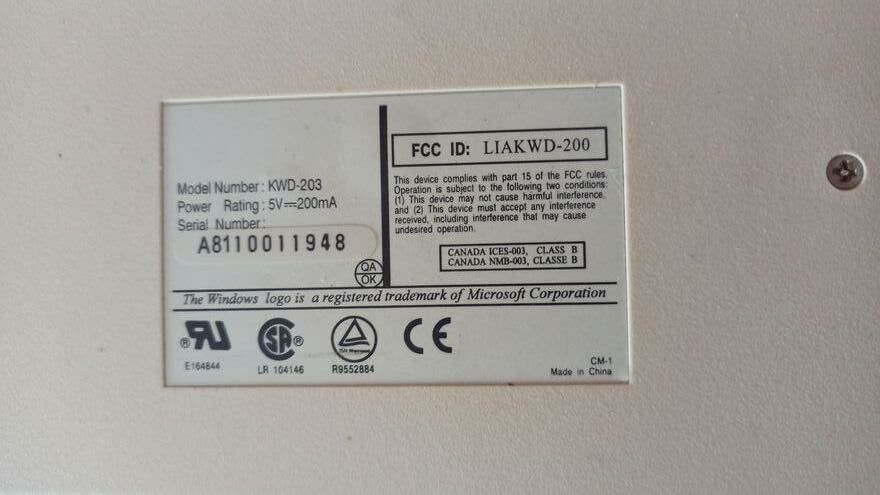 FCC ID: LIAKWD-200
This device complies with part 15 of the FCC rules.
Operation is subject to the following two conditions:
(1) This device may not cause harmful interference,
and (2) This device must accept any interference
received, including interference that may cause
undesired operation.
CANADA ICES-003, CLASS B
CANADA NMB-003, CLASSE B
Model Number: KWD-203
Power Rating: 5V⎓200mA
Serial Number:
A8110011948
QA
OK
The Windows logo is a registered trademark of Microsoft Corporation
RU®
E164844
SA®
LR 104146
R9552884
CE
CM-1
Made in China